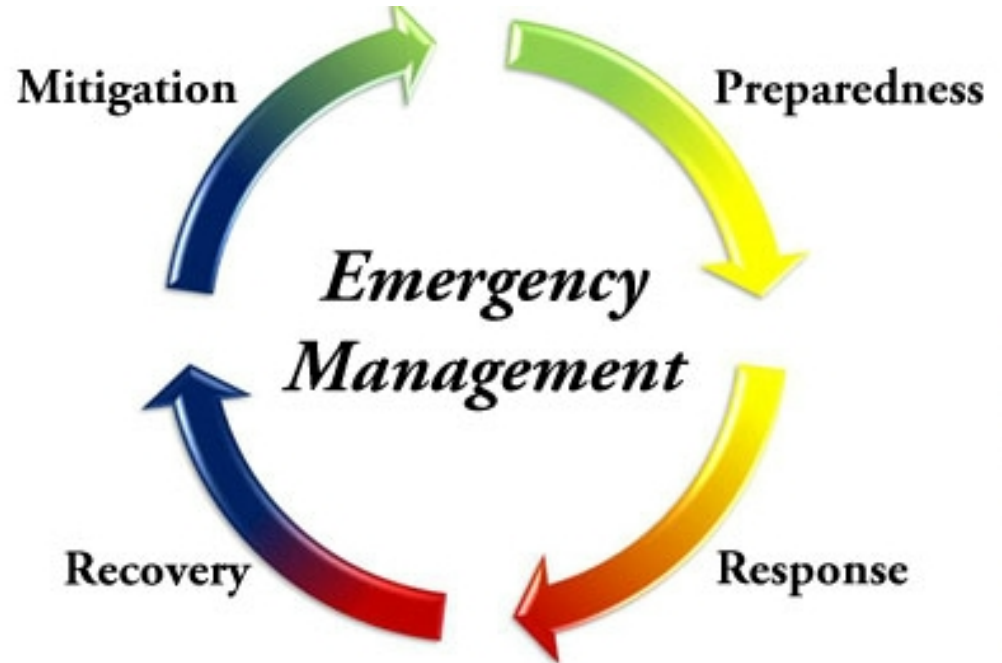 Mitigation
Preparedness
Emergency
Management
Recovery
Response